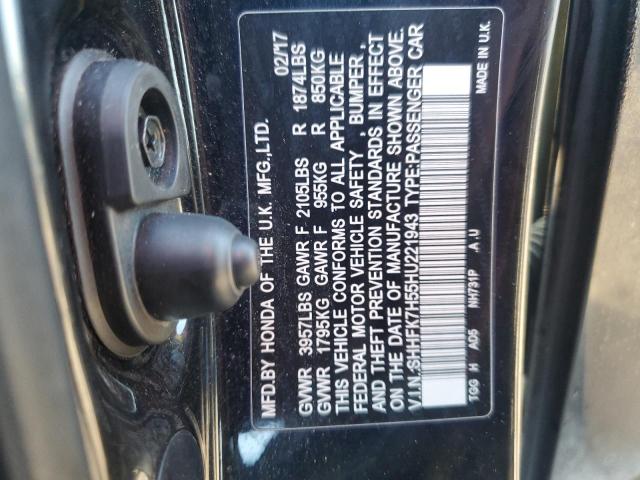 MFD.BY HONDA OF THE U.K. MFG.,LTD. 02/17
GVWR 3957LBS GAWR F 2105LBS R 1874LBS
GVWR 1795KG GAWR F 955KG R 850KG
THIS VEHICLE CONFORMS TO ALL APPLICABLE
FEDERAL MOTOR VEHICLE SAFETY , BUMPER ,
AND THEFT PREVENTION STANDARDS IN EFFECT
ON THE DATE OF MANUFACTURE SHOWN ABOVE.
V.I.N.:SHHFK7H55HU221943 TYPE:PASSENGER CAR
TGG H A05 NH731P .A.U MADE IN U.K.